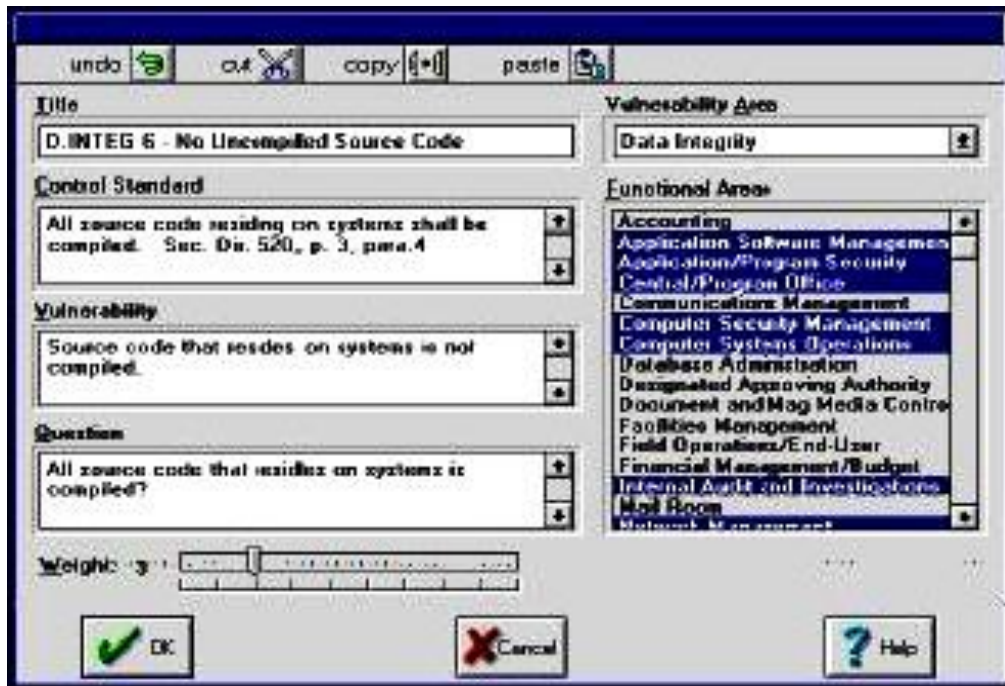 undo cut copy paste
Title
D.INTEG 6 - No Uncompiled Source Code
Control Standard
All source code residing on systems shall be
compiled. Sec. Dir. 520, p. 3, para.4
Vulnerability
Source code that resides on systems is not
compiled.
Question
All source code that resides on systems is
compiled?
Weight: 3
Vulnerability Area
Data Integrity
Functional Areas
Accounting
Application Software Managemen
Application/Program Security
Central/Program Office
Communications Management
Computer Security Management
Computer Systems Operations
Database Administration
Designated Approving Authority
Document and Mag Media Contro
Facilities Management
Field Operations/End-User
Financial Management/Budget
Internal Audit and Investigations
Mail Room
Network Management
OK Cancel Help